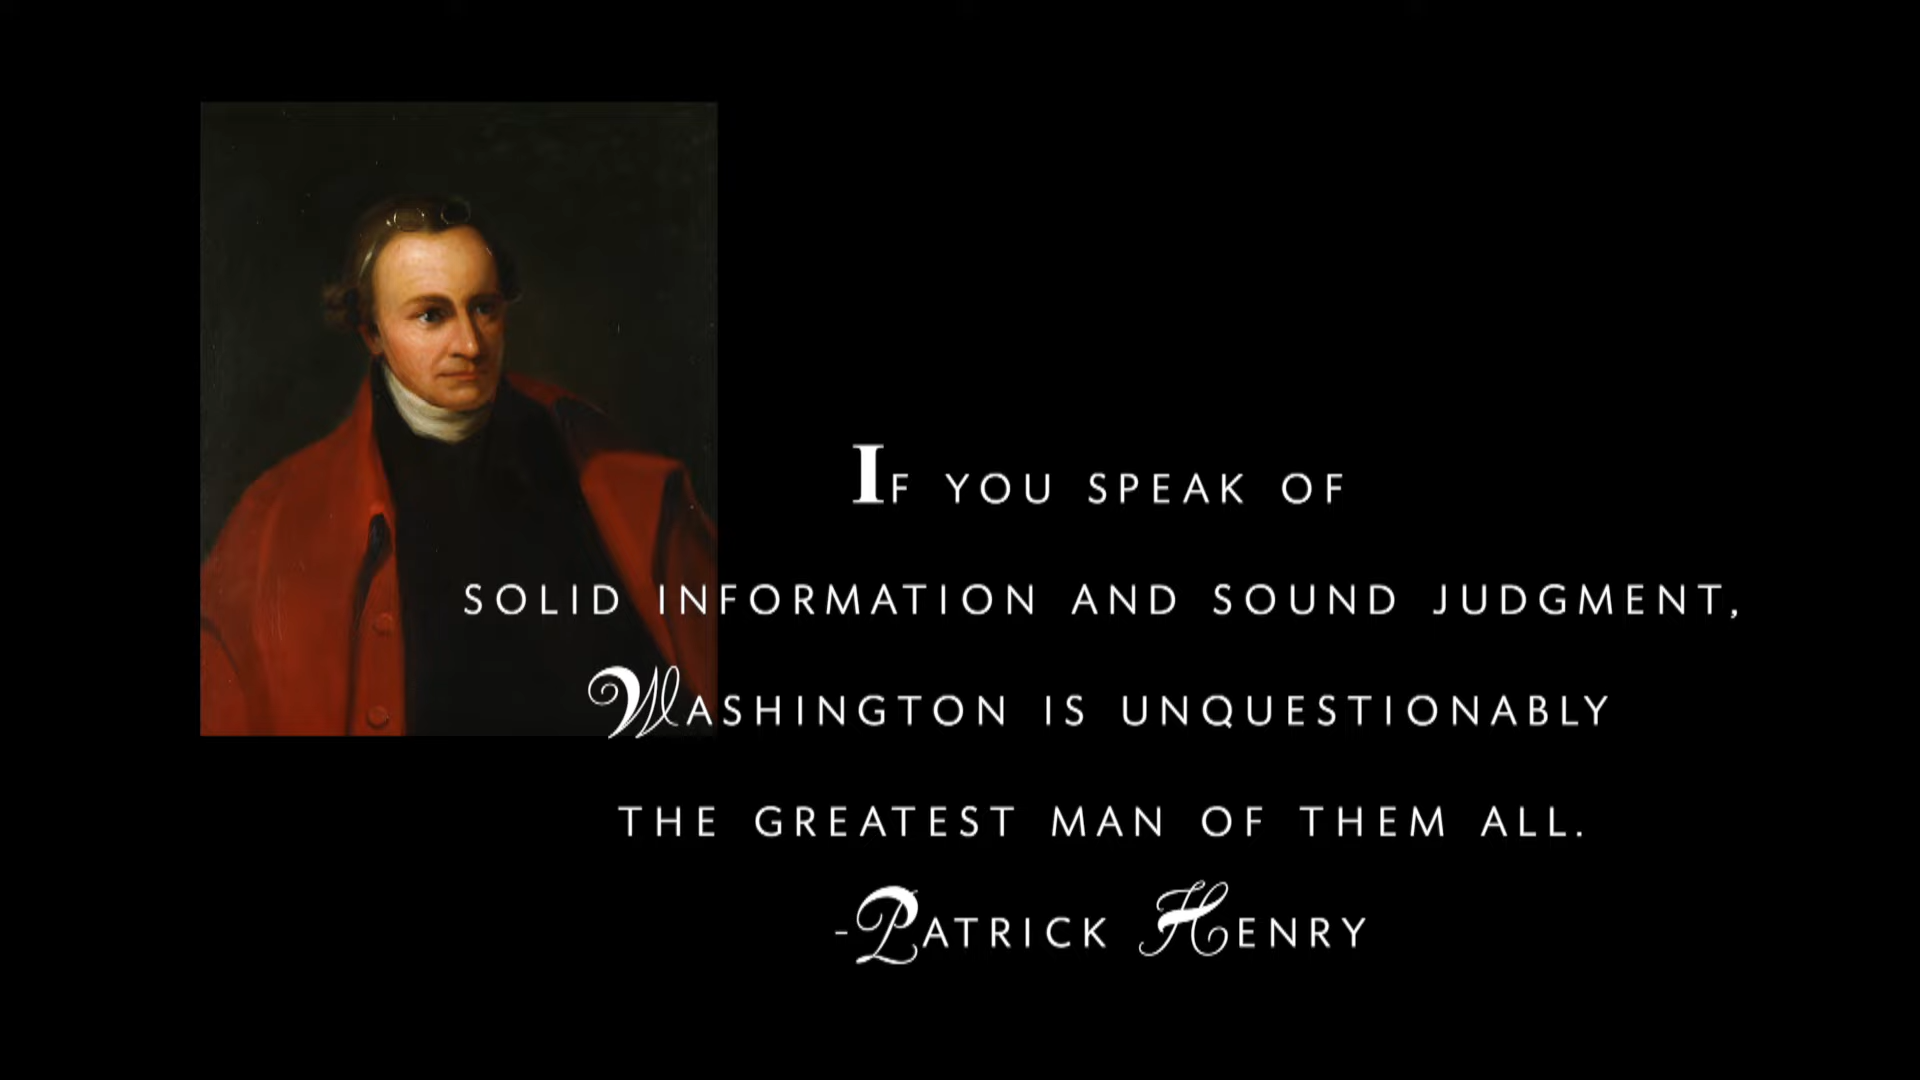 If you speak of
solid information and sound judgment,
Washington is unquestionably
the greatest man of them all.
-Patrick Henry